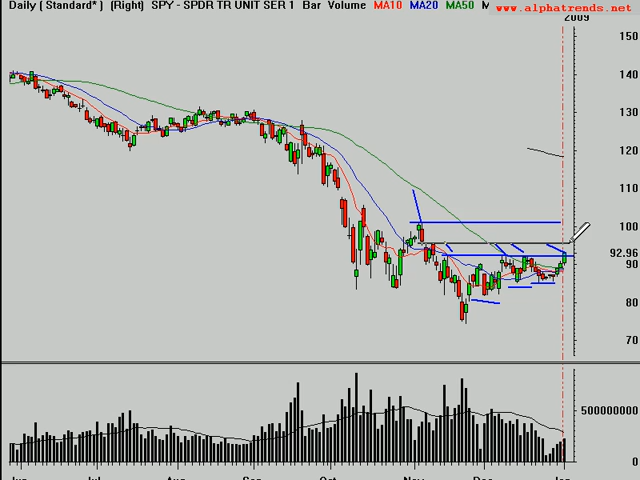 Daily ( Standard* ) (Right) SPY - SPDR TR UNIT SER 1 Bar Volume MA10 MA20 MA50 M
www.alphatrends.net
2009
150
140
130
120
110
100
92.96
90
80
70
500000000
0
Jul
Aug
Sep
Oct
Nov
Dec